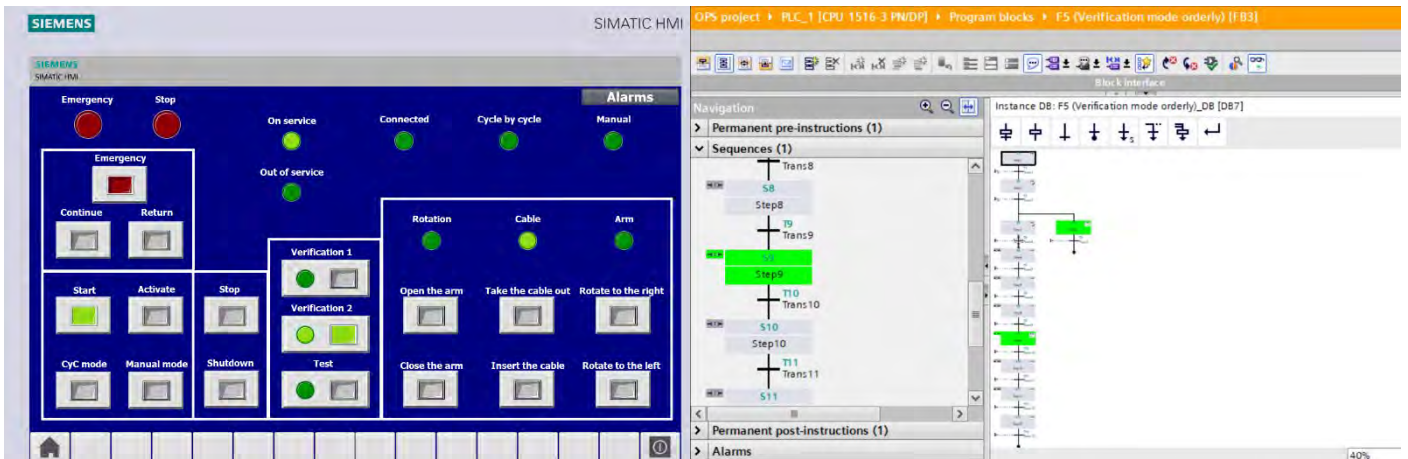 SIEMENS
SIMATIC HMI
SIEMENS
SIMATIC HMI
Alarms
Emergency
Stop
On service
Connected
Cycle by cycle
Manual
Emergency
Out of service
Continue
Return
Rotation
Cable
Arm
Verification 1
Start
Activate
Stop
Open the arm
Take the cable out
Rotate to the right
Verification 2
CyC mode
Manual mode
Shutdown
Test
Close the arm
Insert the cable
Rotate to the left
OPS project PLC_1 [CPU 1516-3 PN/DP] Program blocks F5 (Verification mode orderly) [FB3]
Block interface
Navigation
Permanent pre-instructions (1)
Sequences (1)
Trans8
S8
Step8
T9
Trans9
S9
Step9
T10
Trans10
S10
Step10
T11
Trans11
S11
Permanent post-instructions (1)
Alarms
Instance DB: F5 (Verification mode orderly)_DB [DB7]
40%